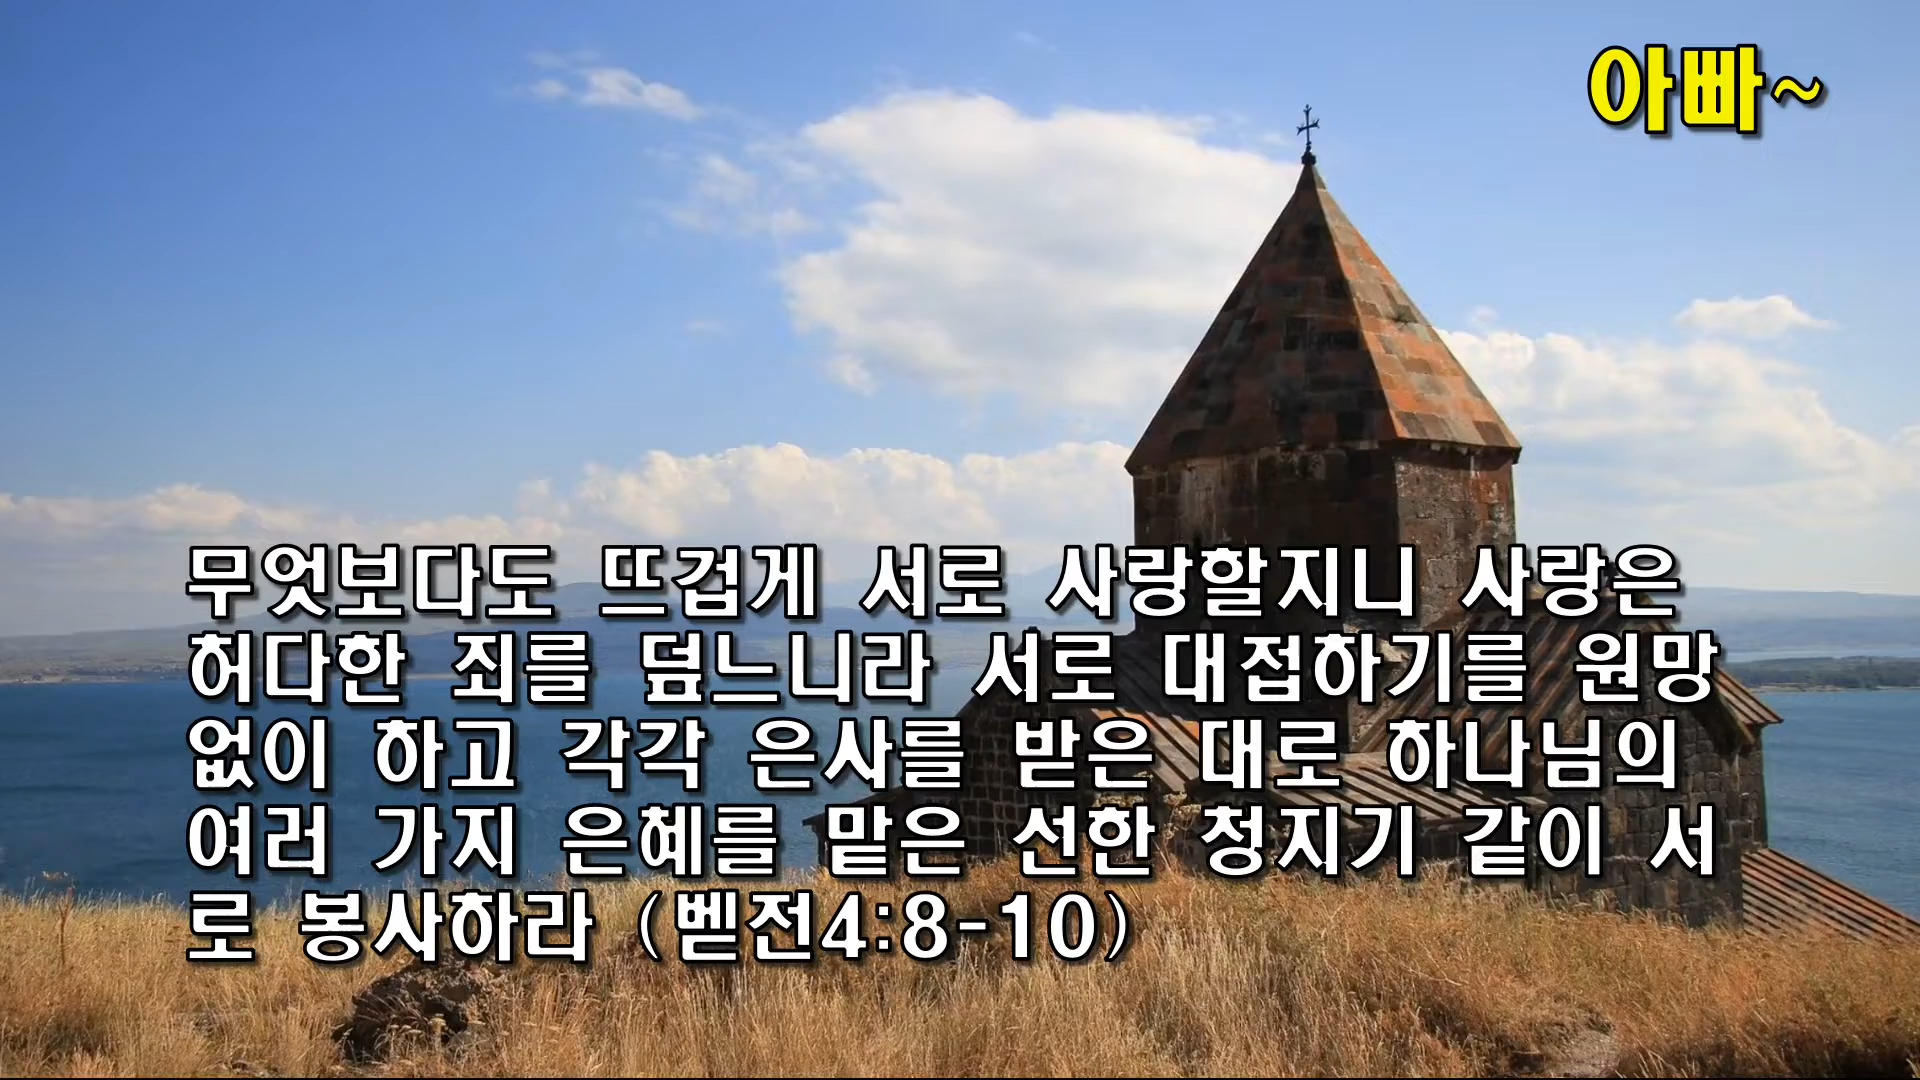 아빠~
무엇보다도 뜨겁게 서로 사랑할지니 사랑은
허다한 죄를 덮느니라 서로 대접하기를 원망
없이 하고 각각 은사를 받은 대로 하나님의
여러 가지 은혜를 맡은 선한 청지기 같이 서
로 봉사하라 (벧전4:8-10)